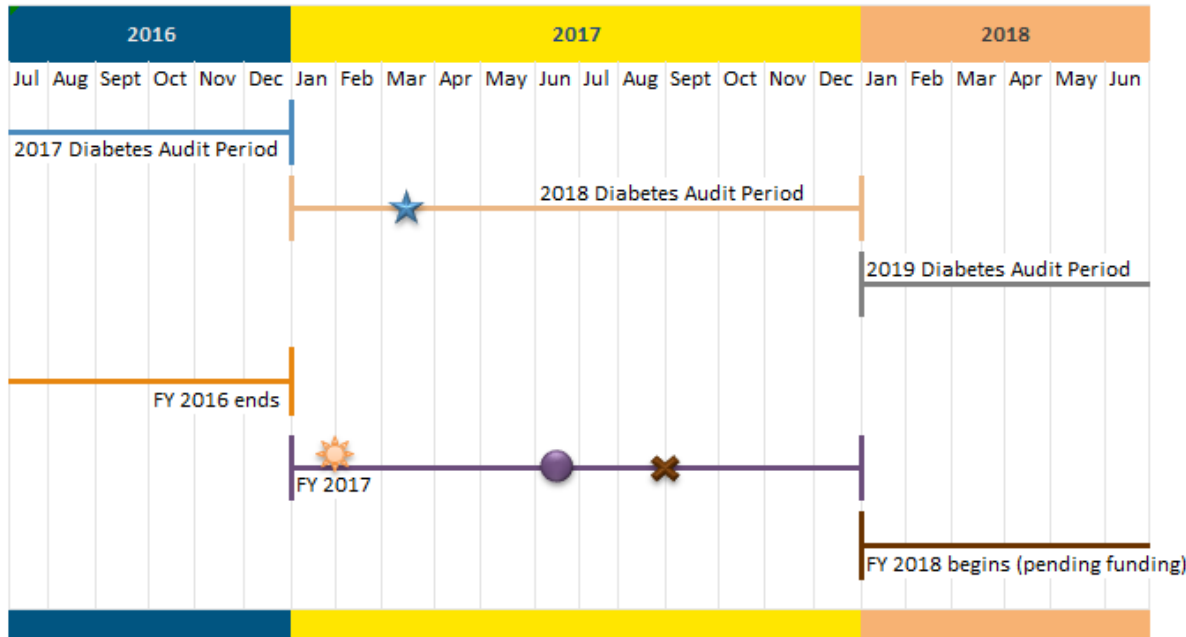 2016 2017 2018
Jul Aug Sept Oct Nov Dec Jan Feb Mar Apr May Jun Jul Aug Sept Oct Nov Dec Jan Feb Mar Apr May Jun
2017 Diabetes Audit Period
2018 Diabetes Audit Period
2019 Diabetes Audit Period
FY 2016 ends
FY 2017
FY 2018 begins (pending funding)